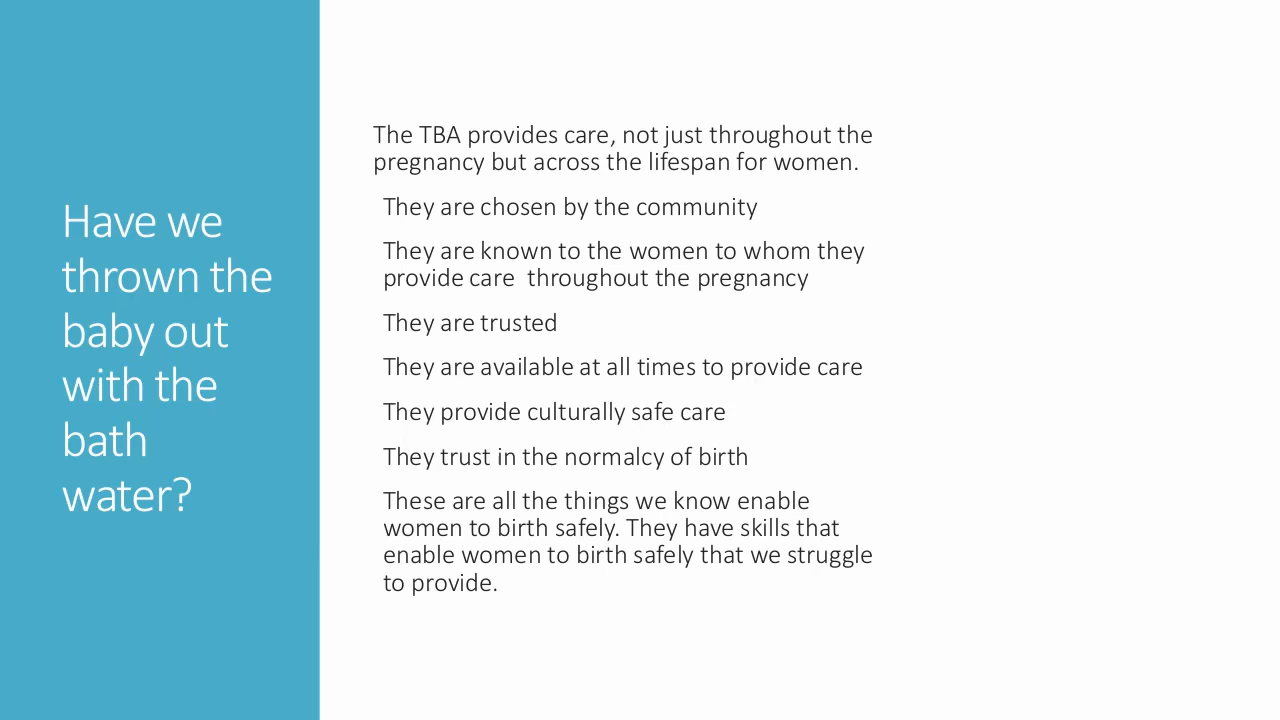 Have we
thrown the
baby out
with the
bath
water?
The TBA provides care, not just throughout the
pregnancy but across the lifespan for women.
They are chosen by the community
They are known to the women to whom they
provide care  throughout the pregnancy
They are trusted
They are available at all times to provide care
They provide culturally safe care
They trust in the normalcy of birth
These are all the things we know enable
women to birth safely. They have skills that
enable women to birth safely that we struggle
to provide.